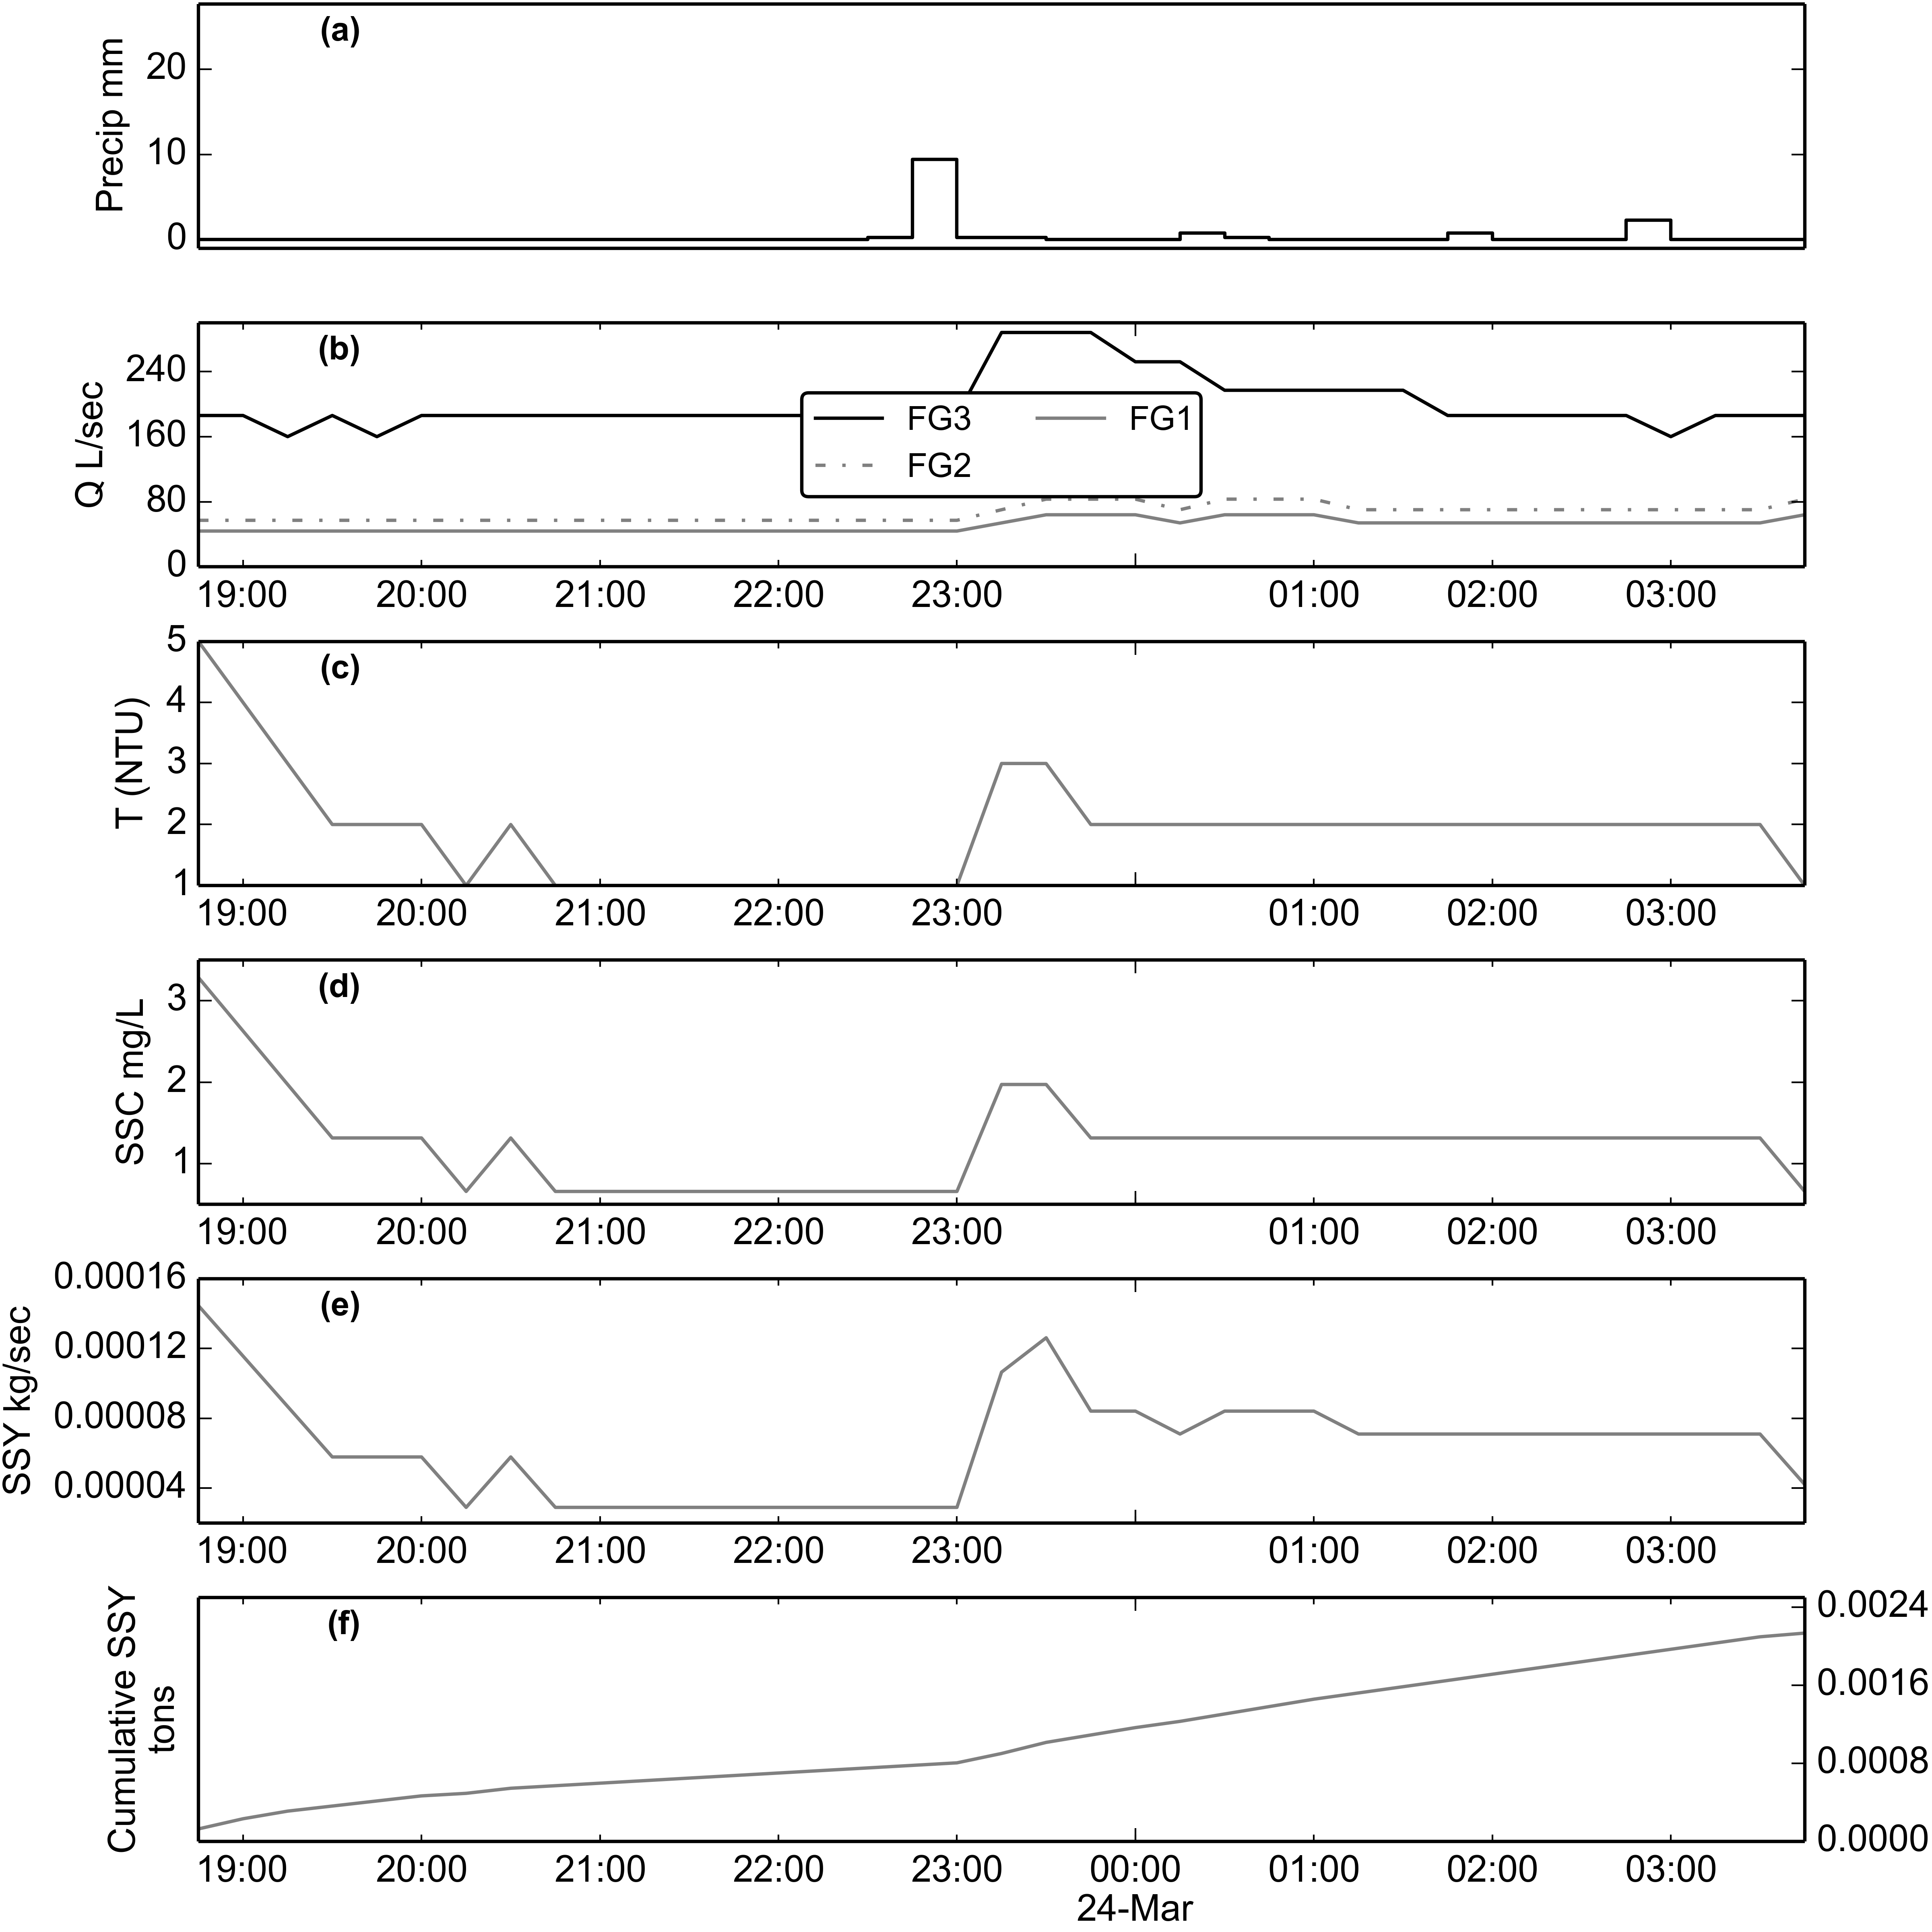 (a)
Precip mm
20
10
0
(b)
Q L/sec
240
160
80
0
FG3 FG1
FG2
19:00 20:00 21:00 22:00 23:00 01:00 02:00 03:00
(c)
T (NTU)
5
4
3
2
1
19:00 20:00 21:00 22:00 23:00 01:00 02:00 03:00
(d)
SSC mg/L
3
2
1
19:00 20:00 21:00 22:00 23:00 01:00 02:00 03:00
(e)
SSY kg/sec
0.00016
0.00012
0.00008
0.00004
19:00 20:00 21:00 22:00 23:00 01:00 02:00 03:00
(f)
Cumulative SSY
tons
0.0024
0.0016
0.0008
0.0000
19:00 20:00 21:00 22:00 23:00 00:00 01:00 02:00 03:00
24-Mar